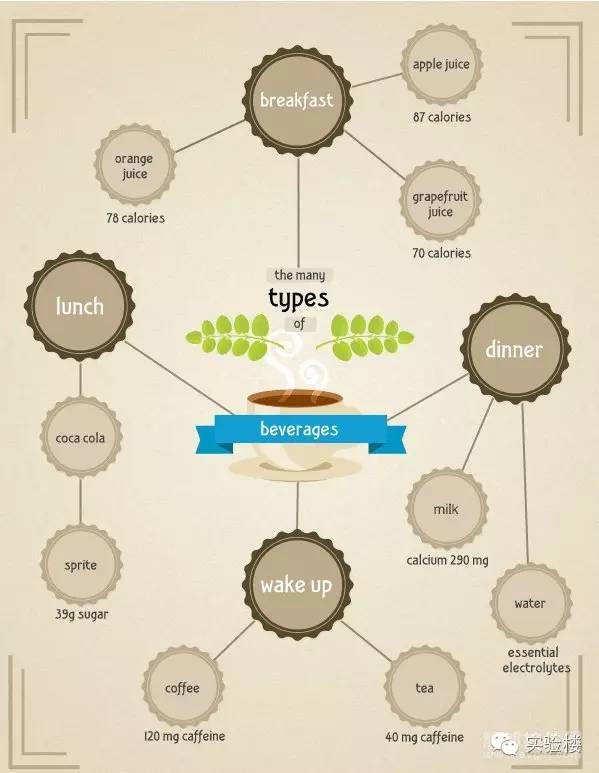 breakfast
apple juice
87 calories
orange
juice
78 calories
grapefruit
juice
70 calories
the many
types
of
beverages
lunch
coca cola
sprite
39g sugar
dinner
milk
calcium 290 mg
water
essential
electrolytes
wake up
coffee
120 mg caffeine
tea
40 mg caffeine
实验楼